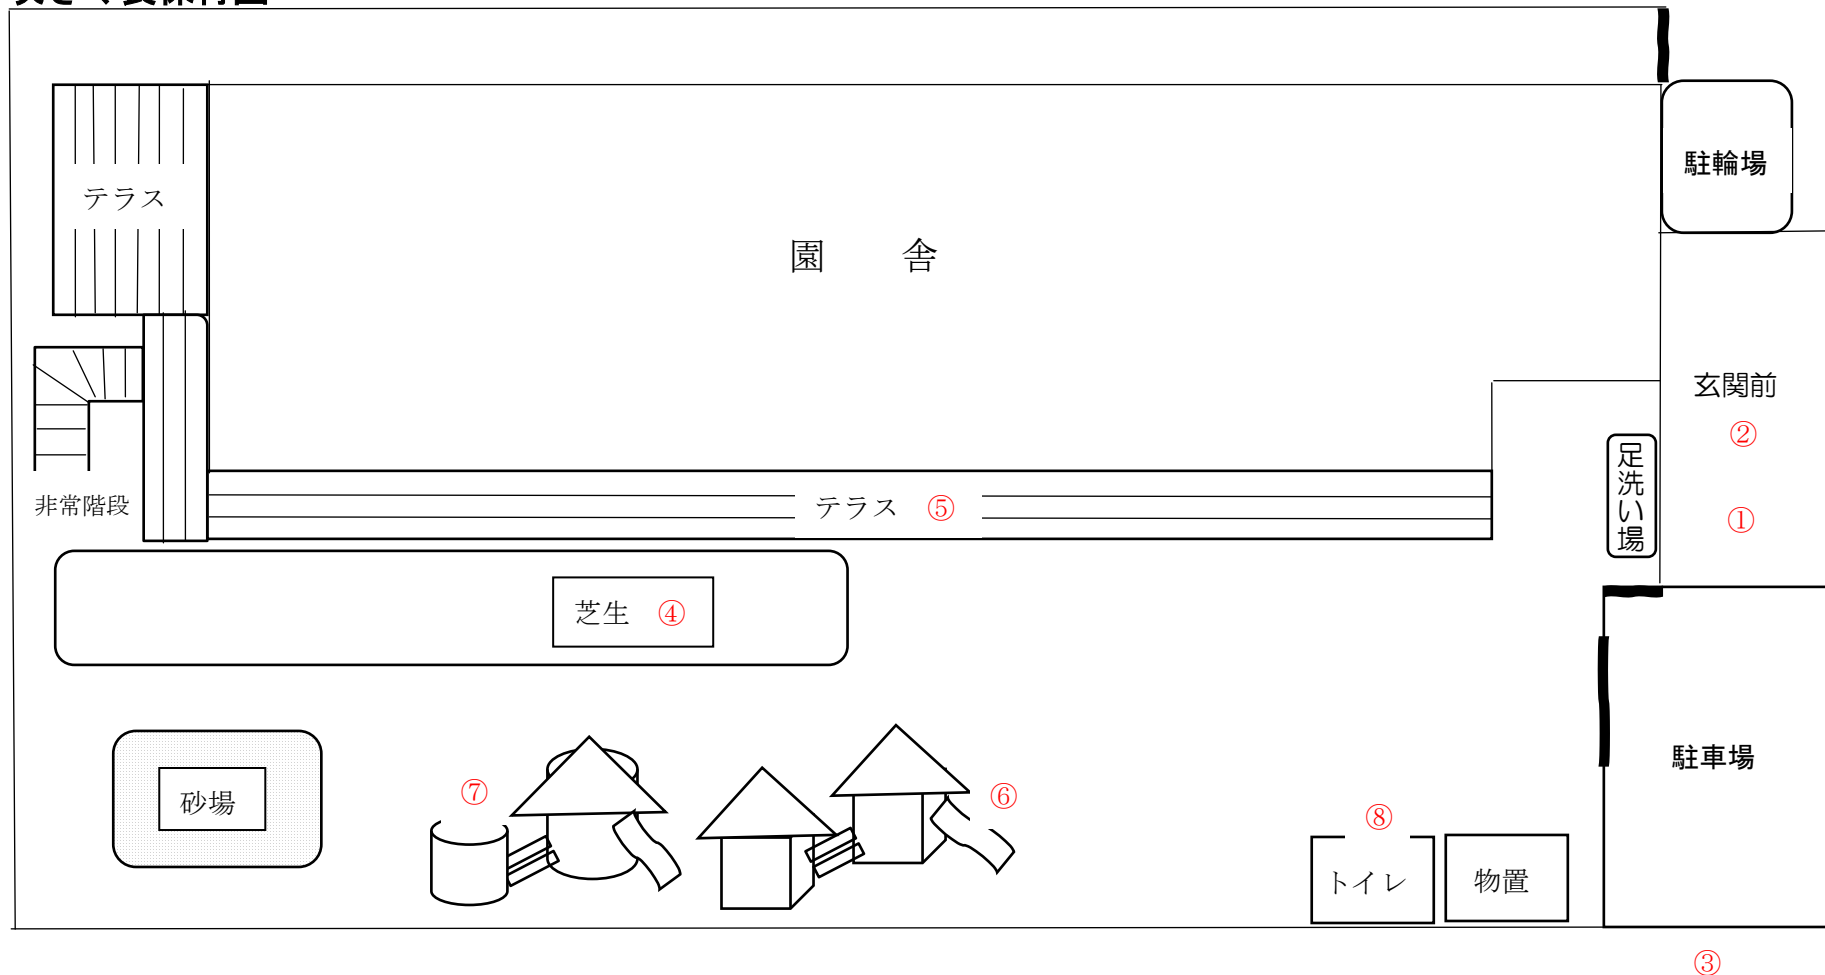 駐輪場
テラス
園　舎
玄関前
②
足洗い場
①
非常階段
テラス ⑤
芝生 ④
駐車場
砂場
⑦
⑥
⑧
トイレ
物置
③